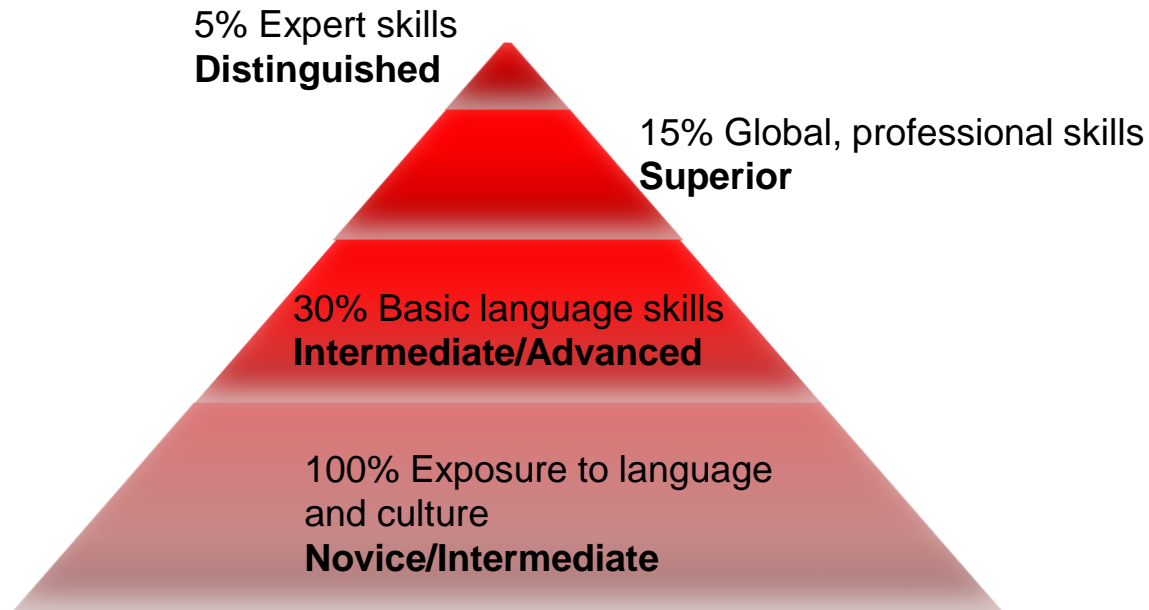 5% Expert skills
Distinguished
15% Global, professional skills
Superior
30% Basic language skills
Intermediate/Advanced
100% Exposure to language
and culture
Novice/Intermediate